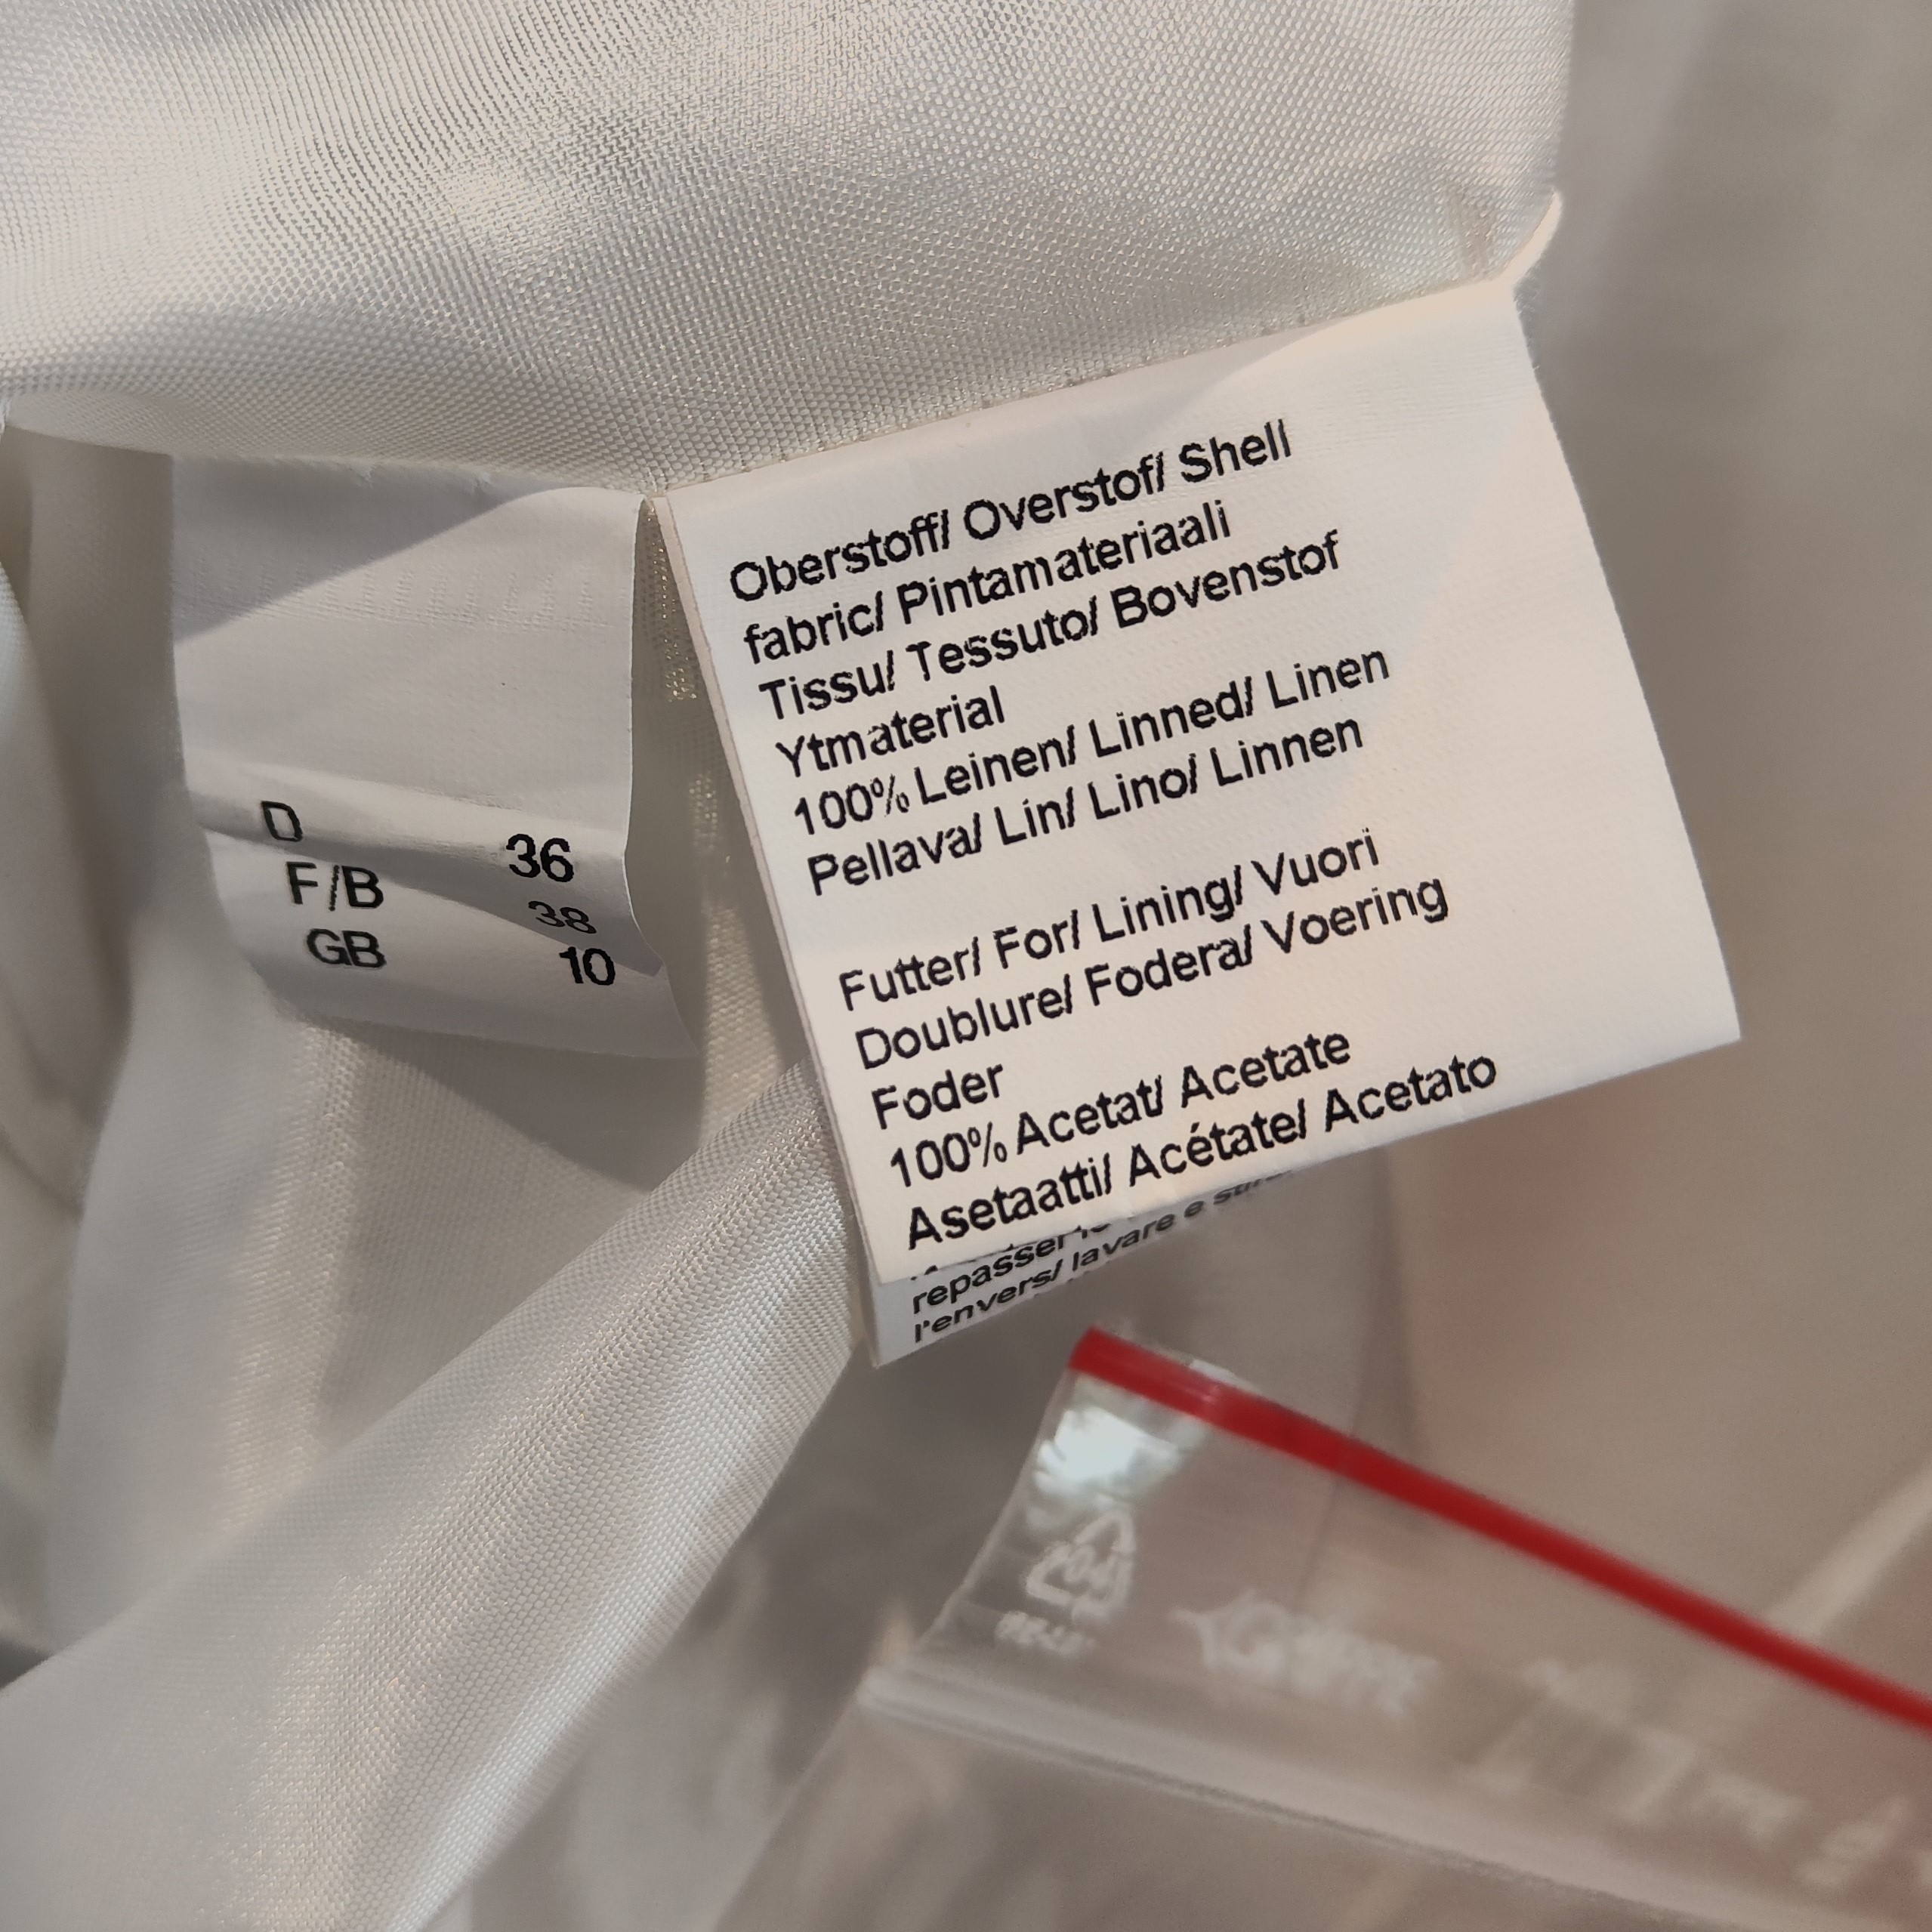 D 36
F/B 38
GB 10
Oberstoff/ Overstof/ Shell
fabric/ Pintamateriaali
Tissu/ Tessuto/ Bovenstof
Ytmaterial
100% Leinen/ Linned/ Linen
Pellava/ Lin/ Lino/ Linnen
Futter/ For/ Lining/ Vuori
Doublure/ Fodera/ Voering
Foder
100% Acetat/ Acetate
Asetaatti/ Acétate/ Acetato
repasser
l'envers/ lavare e